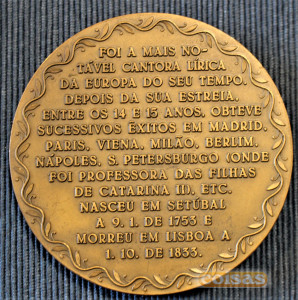 FOI A MAIS NO-
TÁVEL CANTORA LÍRICA
DA EUROPA DO SEU TEMPO.
DEPOIS DA SUA ESTREIA,
ENTRE OS 14 E 15 ANOS, OBTEVE
SUCESSIVOS ÊXITOS EM MADRID,
PARIS, VIENA, MILÃO, BERLIM,
NÁPOLES, S. PETERSBURGO (ONDE
FOI PROFESSORA DAS FILHAS
DE CATARINA II), ETC.
NASCEU EM SETÚBAL
A 9. I. DE 1753 E
MORREU EM LISBOA A
I. 10. DE 1833.
coisas